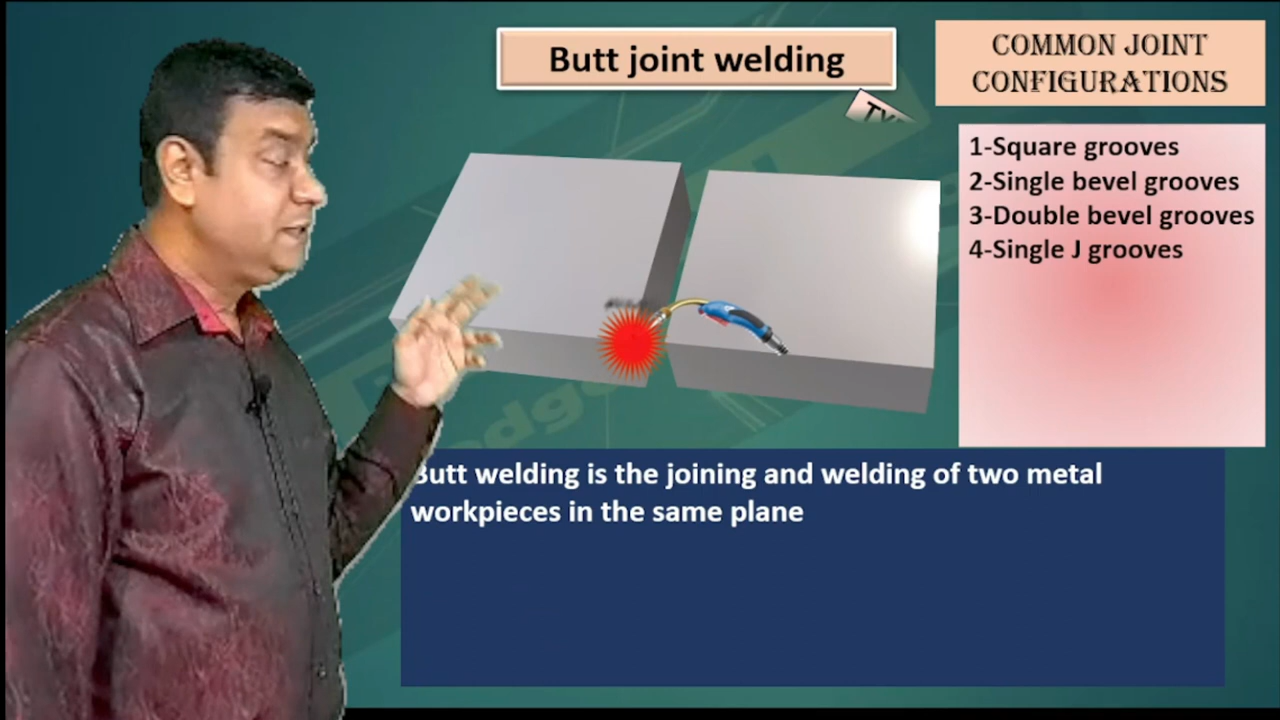 Butt joint welding
COMMON JOINT
CONFIGURATIONS
1-Square grooves
2-Single bevel grooves
3-Double bevel grooves
4-Single J grooves
Butt welding is the joining and welding of two metal
workpieces in the same plane